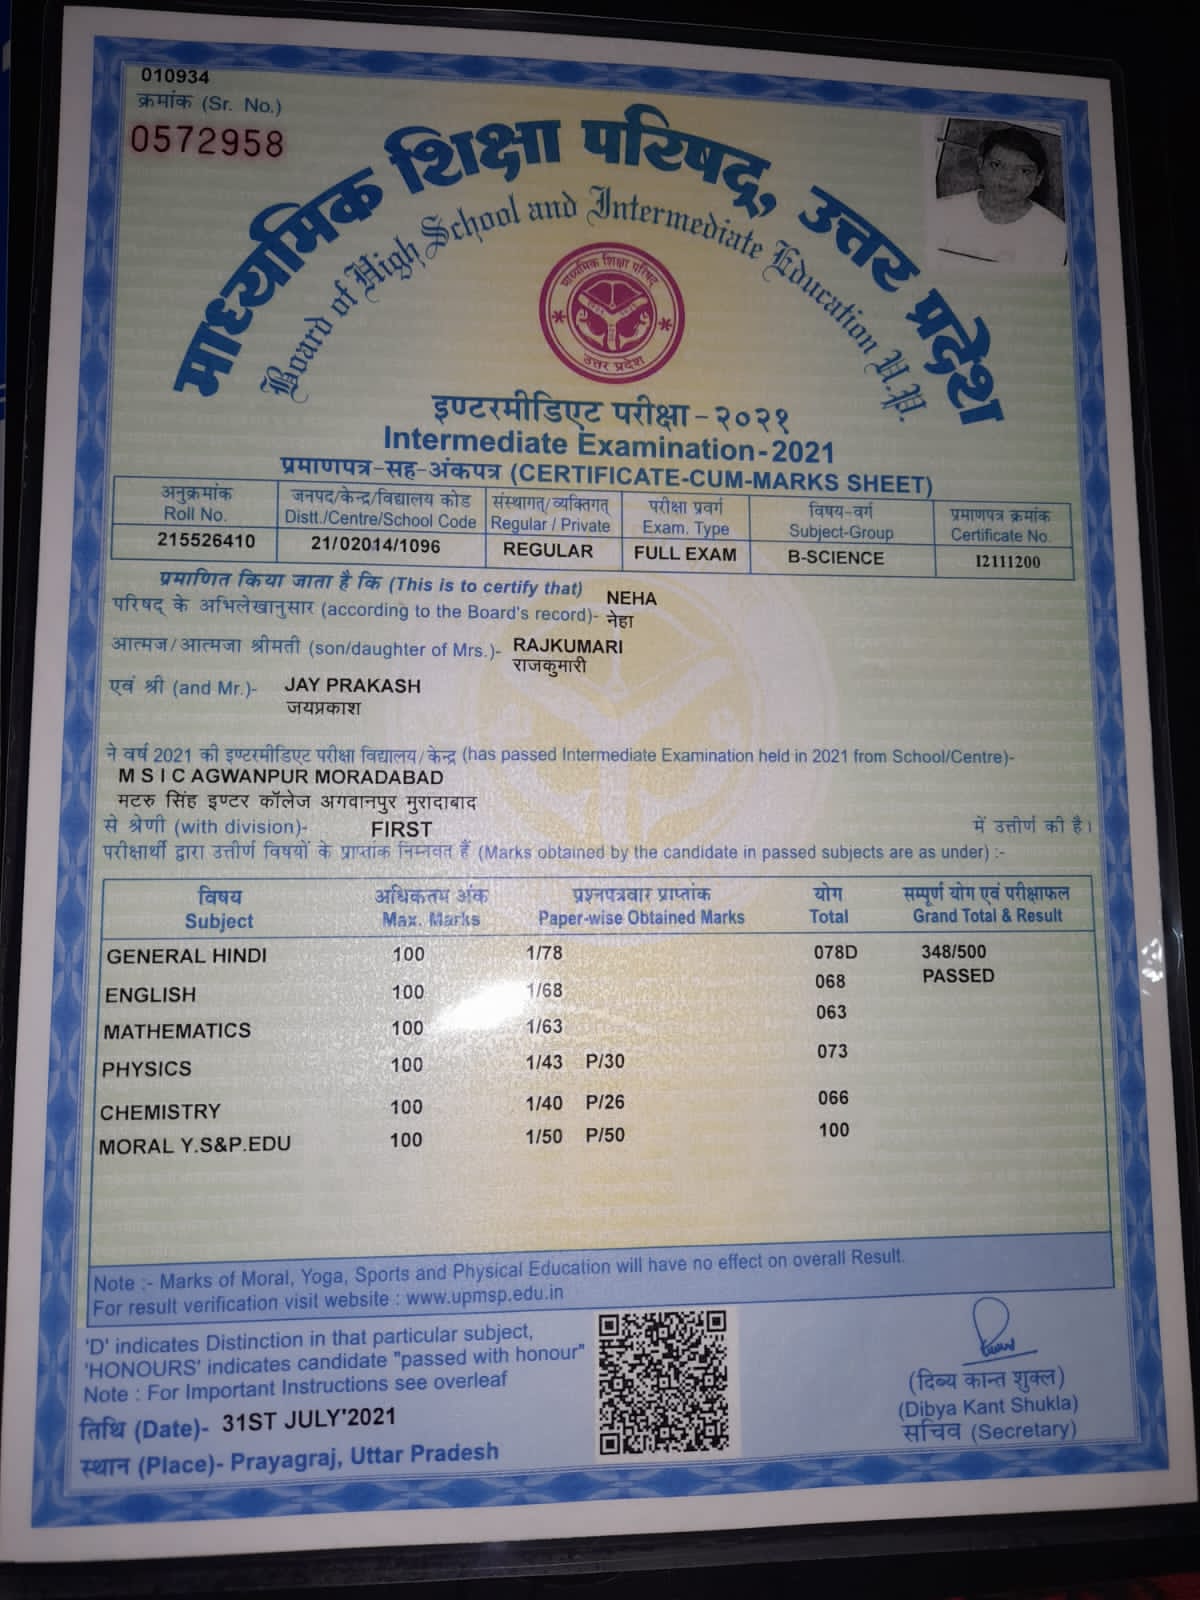 010934
क्रमांक (Sr. No.)
0572958
माध्यमिक शिक्षा परिषद्, उत्तर प्रदेश
Board of High School and Intermediate Education U.P.
माध्यमिक शिक्षा परिषद्
उत्तर प्रदेश
इण्टरमीडिएट परीक्षा-२०२१
Intermediate Examination-2021
प्रमाणपत्र-सह-अंकपत्र (CERTIFICATE-CUM-MARKS SHEET)
अनुक्रमांक जनपद/केन्द्र/विद्यालय कोड संस्थागत्/व्यक्तिगत् परीक्षा प्रवर्ग विषय-वर्ग प्रमाणपत्र क्रमांक
Roll No. Distt./Centre/School Code Regular / Private Exam. Type Subject-Group Certificate No.
215526410 21/02014/1096 REGULAR FULL EXAM B-SCIENCE I2111200
प्रमाणित किया जाता है कि (This is to certify that)
परिषद् के अभिलेखानुसार (according to the Board's record)- NEHA
नेहा
आत्मज/आत्मजा श्रीमती (son/daughter of Mrs.)- RAJKUMARI
राजकुमारी
एवं श्री (and Mr.)- JAY PRAKASH
जयप्रकाश
ने वर्ष 2021 की इण्टरमीडिएट परीक्षा विद्यालय/केन्द्र (has passed Intermediate Examination held in 2021 from School/Centre)-
M S I C AGWANPUR MORADABAD
मटरु सिंह इण्टर कॉलेज अगवानपुर मुरादाबाद
से श्रेणी (with division)- FIRST में उत्तीर्ण की है।
परीक्षार्थी द्वारा उत्तीर्ण विषयों के प्राप्तांक निम्नवत् हैं (Marks obtained by the candidate in passed subjects are as under) :-
विषय अधिकतम अंक प्रश्नपत्रवार प्राप्तांक योग सम्पूर्ण योग एवं परीक्षाफल
Subject Max. Marks Paper-wise Obtained Marks Total Grand Total & Result
GENERAL HINDI 100 1/78 078D 348/500
PASSED
ENGLISH 100 1/68 068
MATHEMATICS 100 1/63 063
PHYSICS 100 1/43 P/30 073
CHEMISTRY 100 1/40 P/26 066
MORAL Y.S&P.EDU 100 1/50 P/50 100
Note :- Marks of Moral, Yoga, Sports and Physical Education will have no effect on overall Result.
For result verification visit website : www.upmsp.edu.in
'D' indicates Distinction in that particular subject,
'HONOURS' indicates candidate "passed with honour"
Note : For Important Instructions see overleaf
तिथि (Date)- 31ST JULY'2021
स्थान (Place)- Prayagraj, Uttar Pradesh
(दिव्य कान्त शुक्ल)
(Dibya Kant Shukla)
सचिव (Secretary)